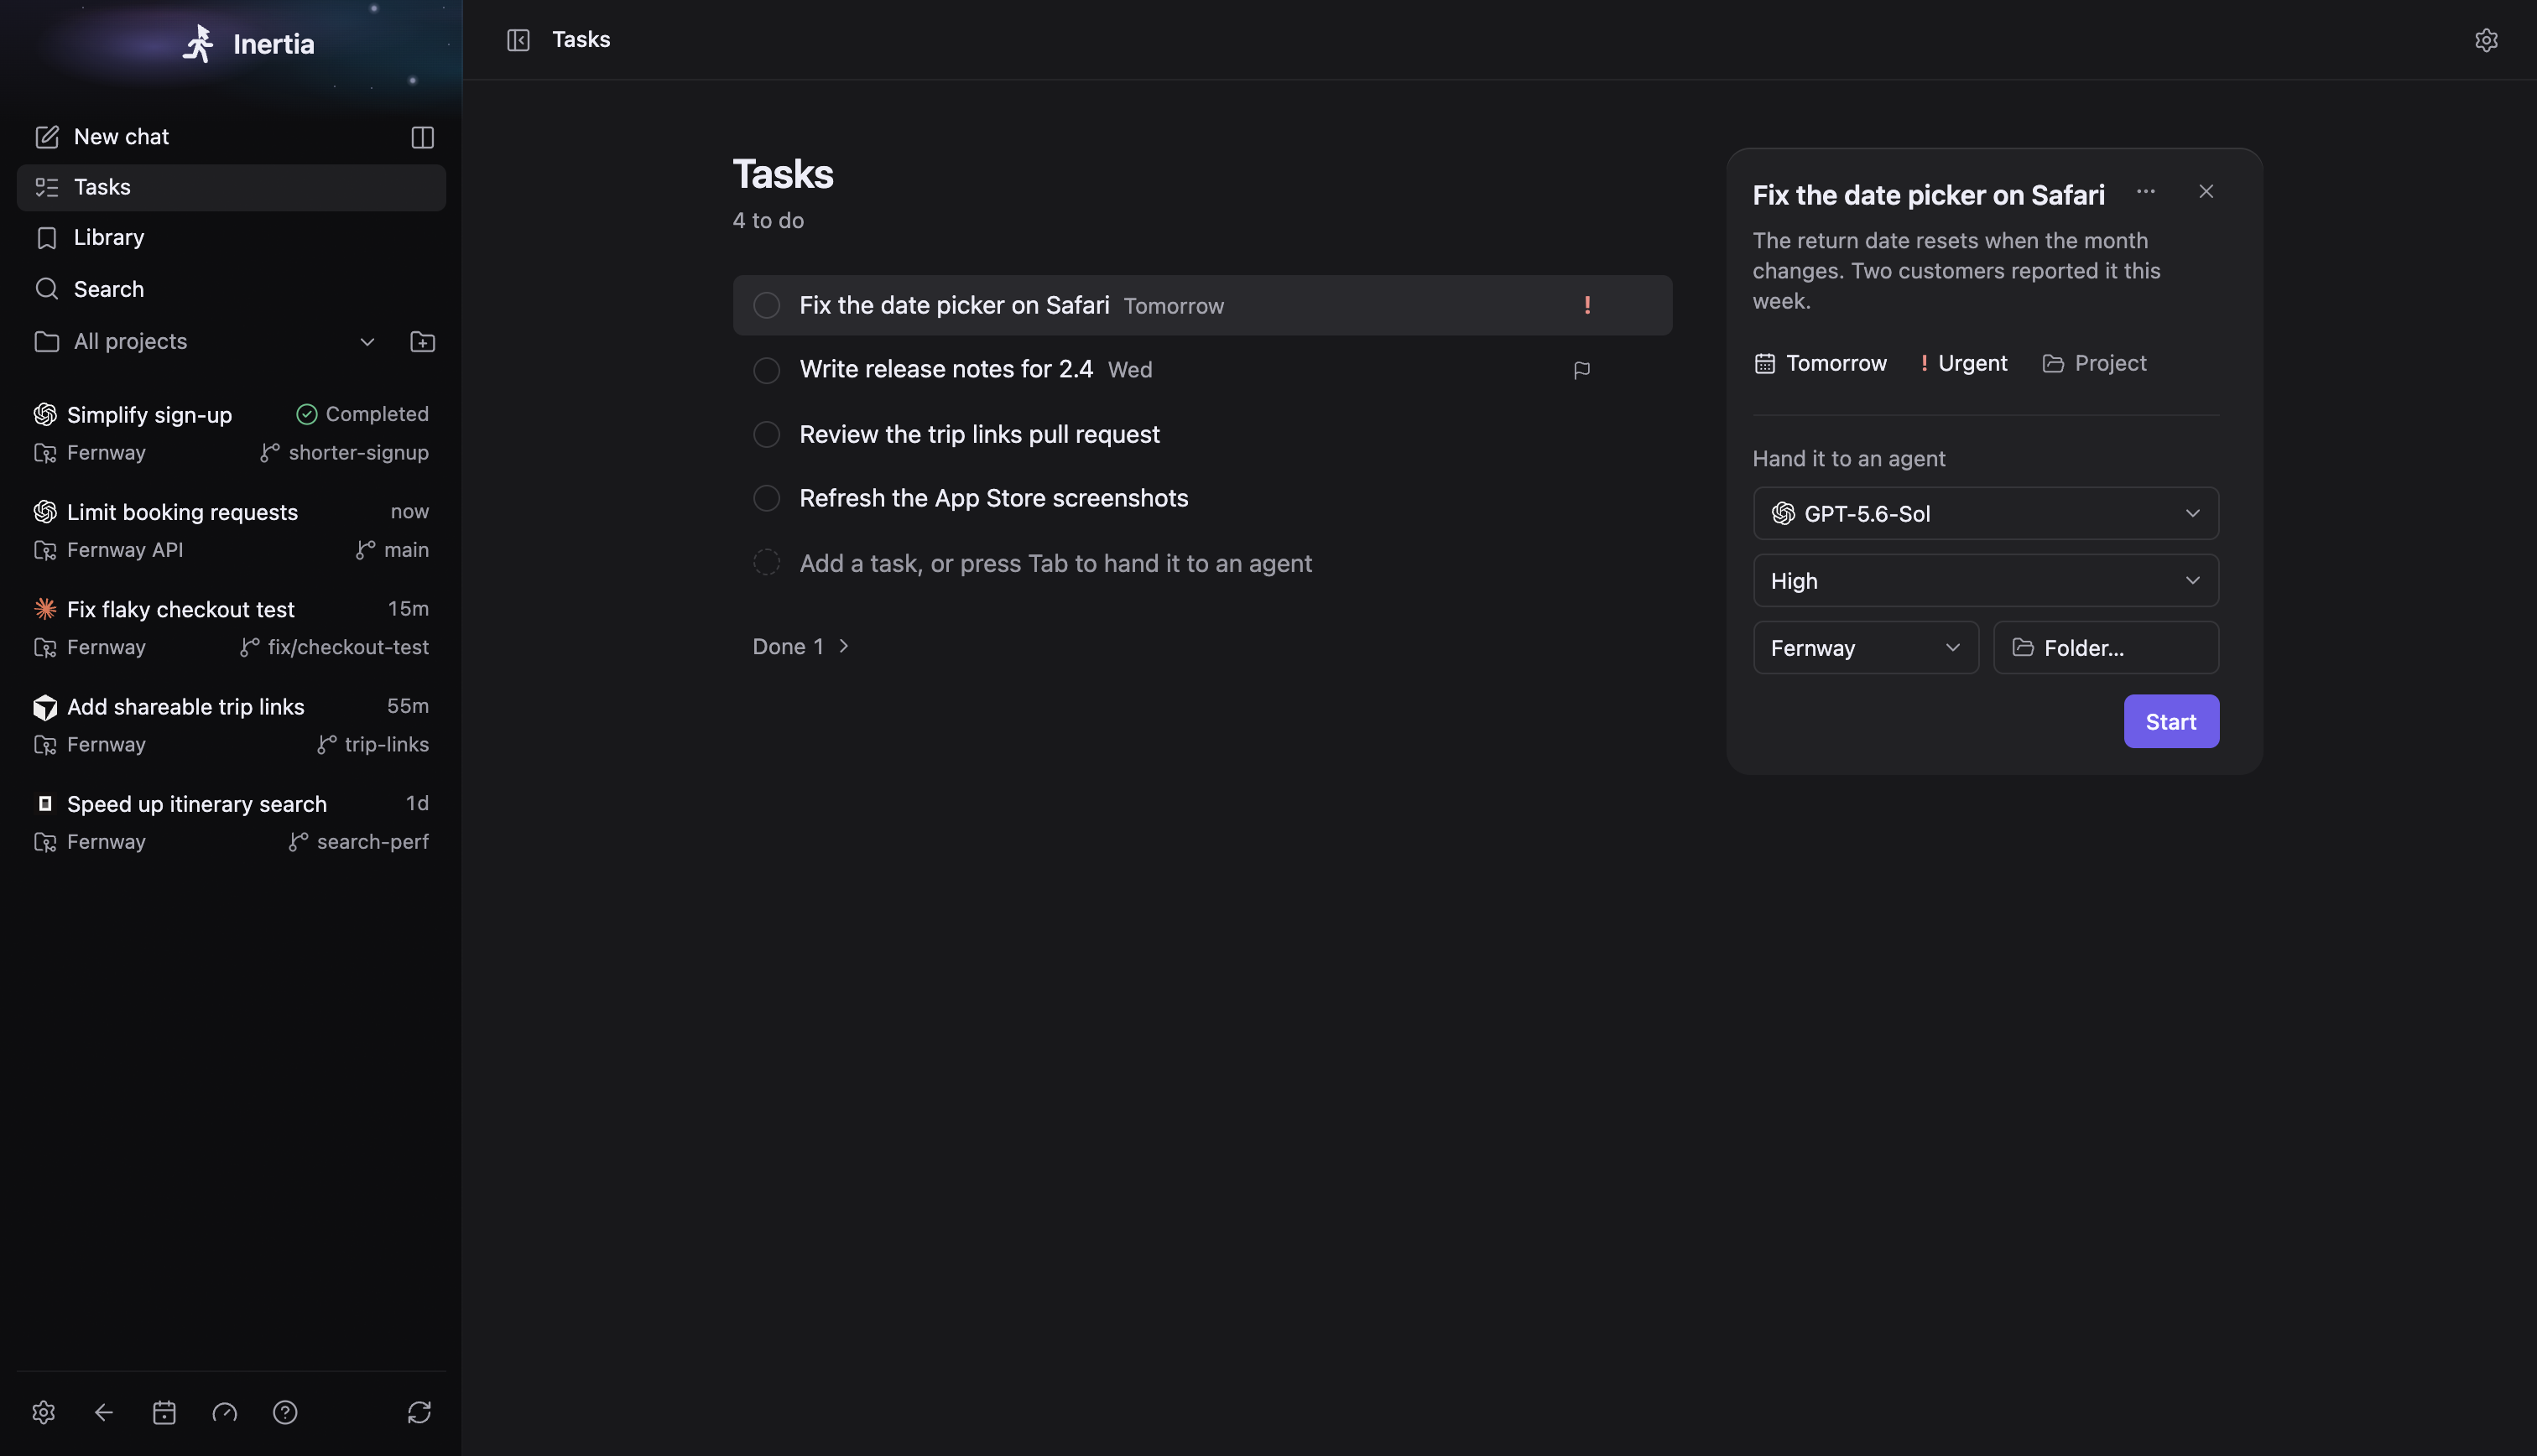 Inertia
New chat
Tasks
Library
Search
All projects
Simplify sign-up Completed
Fernway shorter-signup
Limit booking requests now
Fernway API main
Fix flaky checkout test 15m
Fernway fix/checkout-test
Add shareable trip links 55m
Fernway trip-links
Speed up itinerary search 1d
Fernway search-perf
Tasks
Tasks
4 to do
Fix the date picker on Safari Tomorrow !
Write release notes for 2.4 Wed
Review the trip links pull request
Refresh the App Store screenshots
Add a task, or press Tab to hand it to an agent
Done 1
Fix the date picker on Safari
The return date resets when the month
changes. Two customers reported it this
week.
Tomorrow ! Urgent Project
Hand it to an agent
GPT-5.6-Sol
High
Fernway Folder...
Start